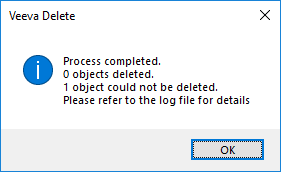 Veeva Delete
Process completed.
0 objects deleted.
1 object could not be deleted.
Please refer to the log file for details
OK